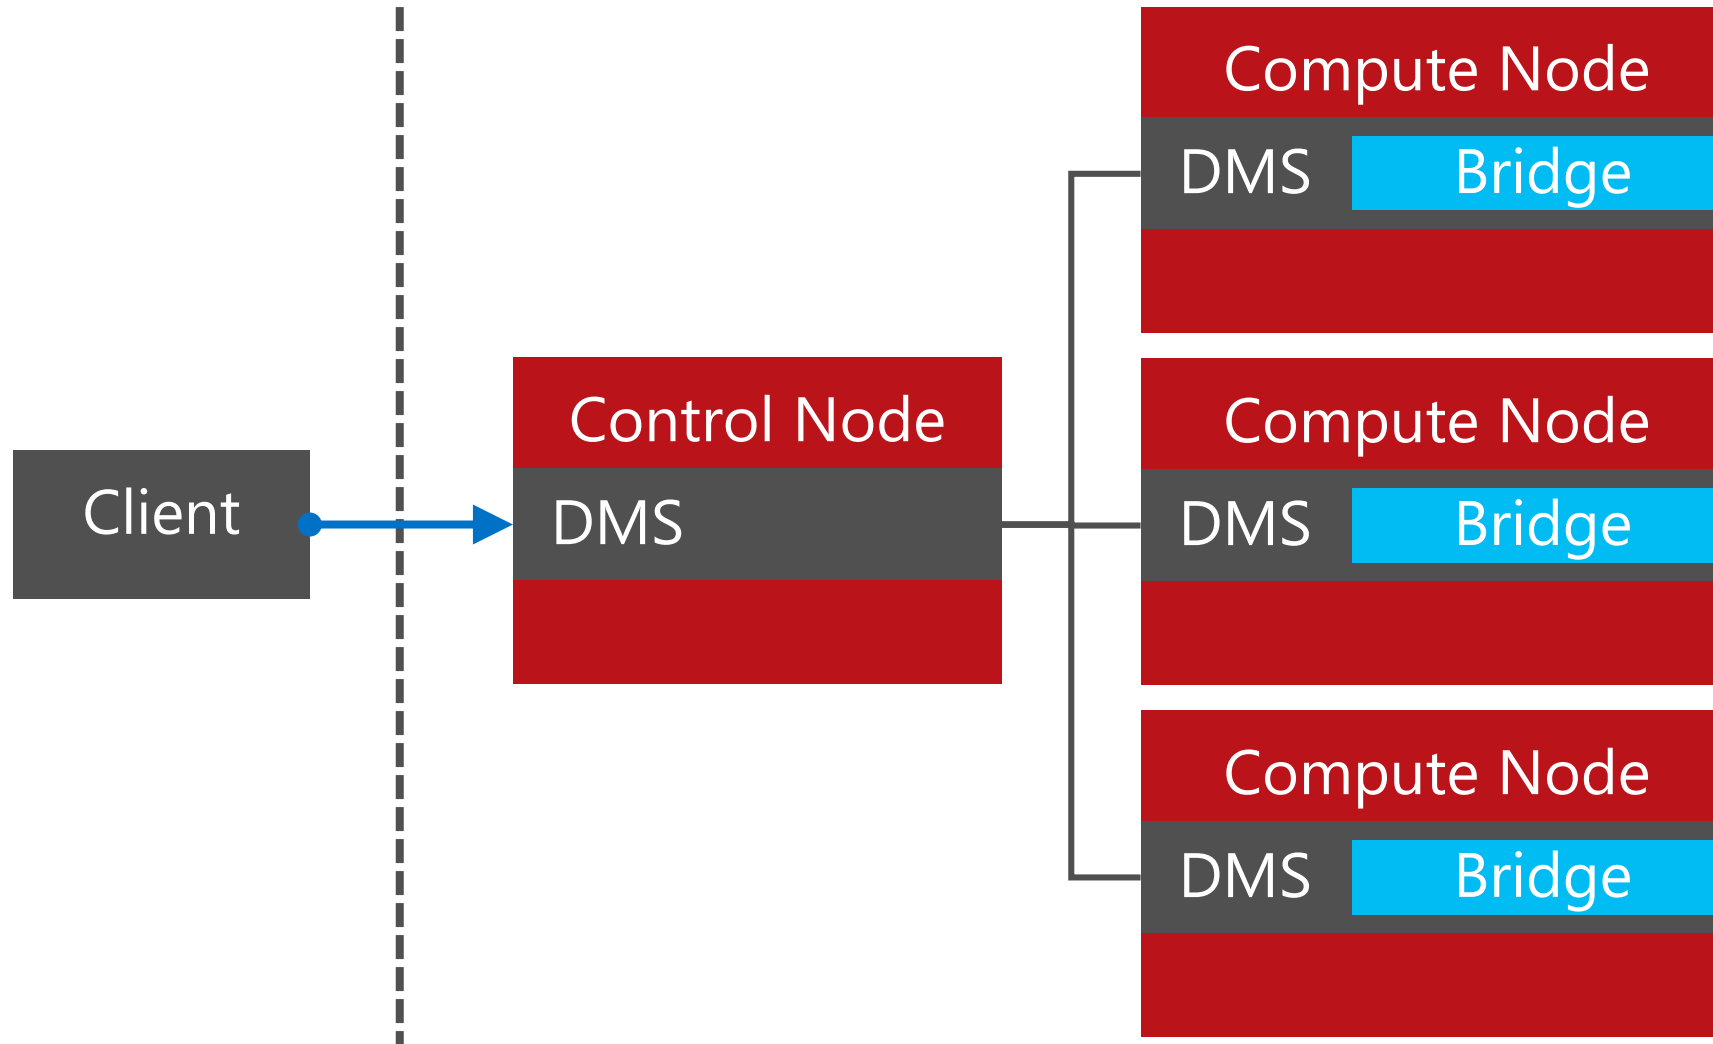 Client
Control Node
DMS
Compute Node
DMS Bridge
Compute Node
DMS Bridge
Compute Node
DMS Bridge